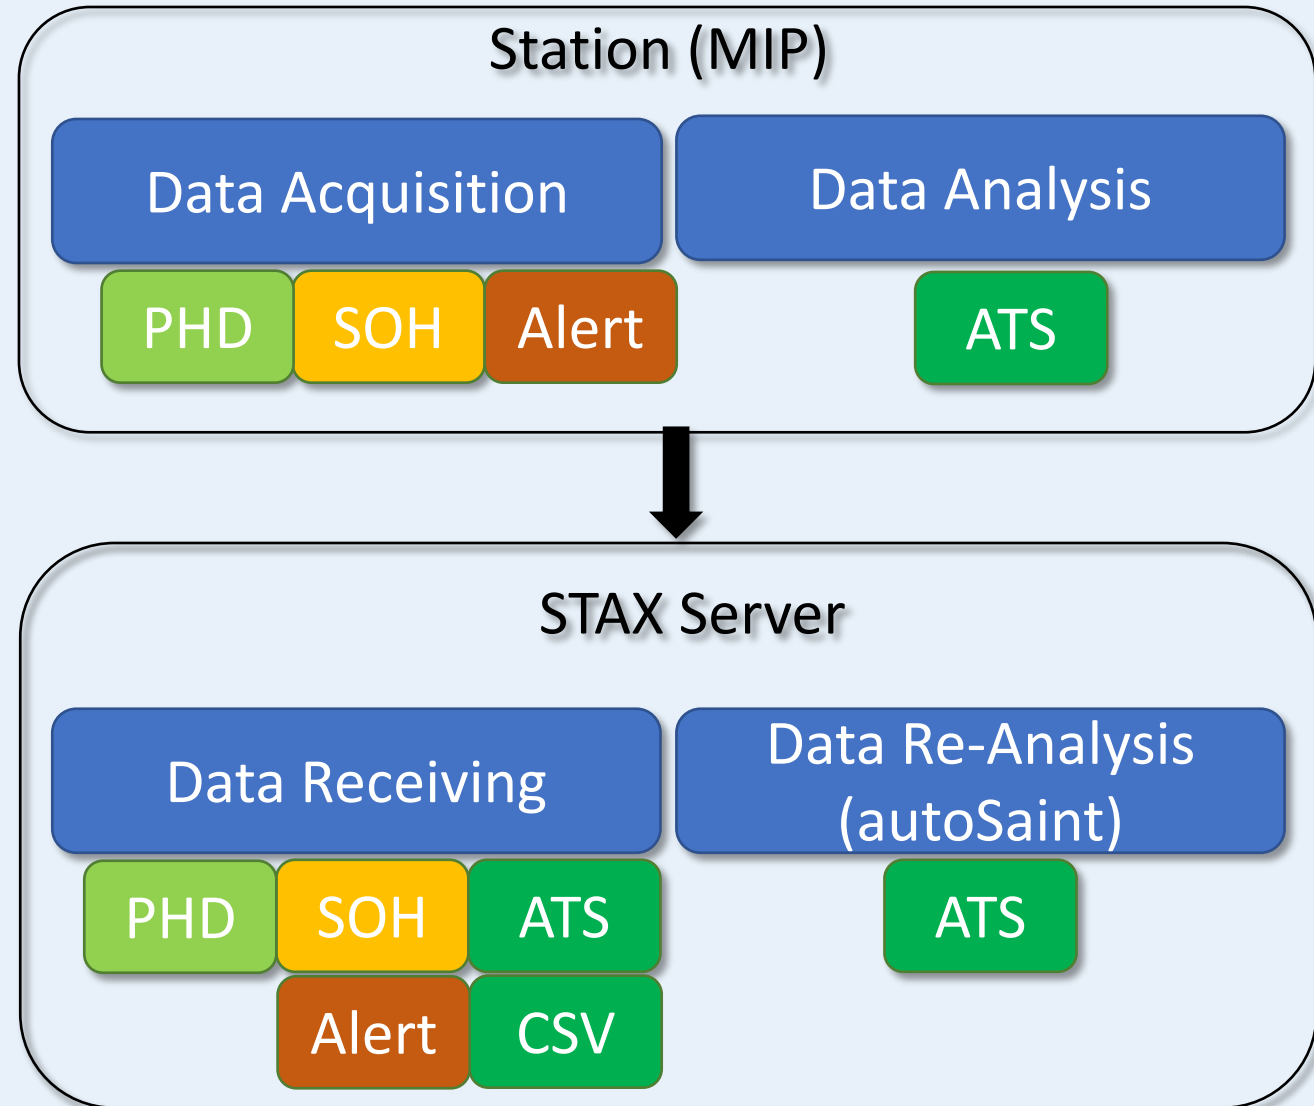 Station (MIP)
Data Acquisition
Data Analysis
PHD
SOH
Alert
ATS
STAX Server
Data Receiving
Data Re-Analysis
(autoSaint)
PHD
SOH
ATS
ATS
Alert
CSV